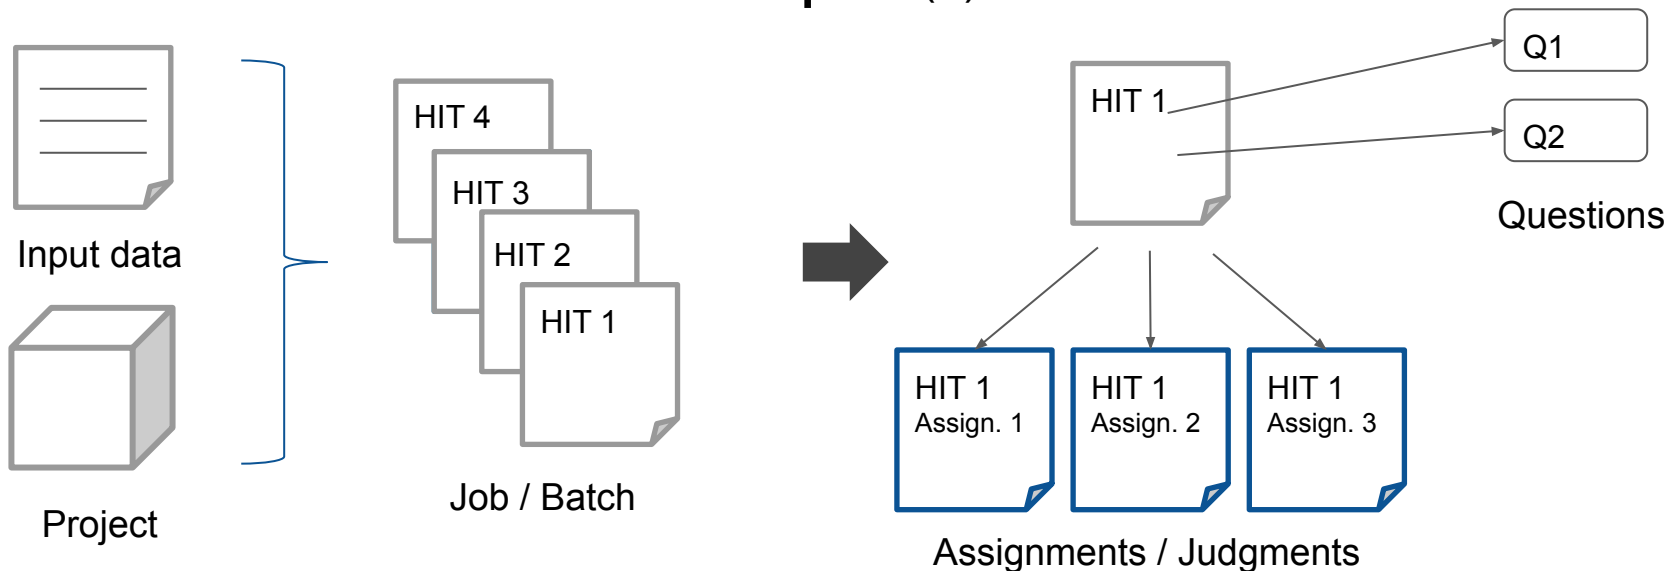 Input data
Project
HIT 4
HIT 3
HIT 2
HIT 1
Job / Batch
HIT 1
Q1
Q2
Questions
HIT 1
Assign. 1
HIT 1
Assign. 2
HIT 1
Assign. 3
Assignments / Judgments